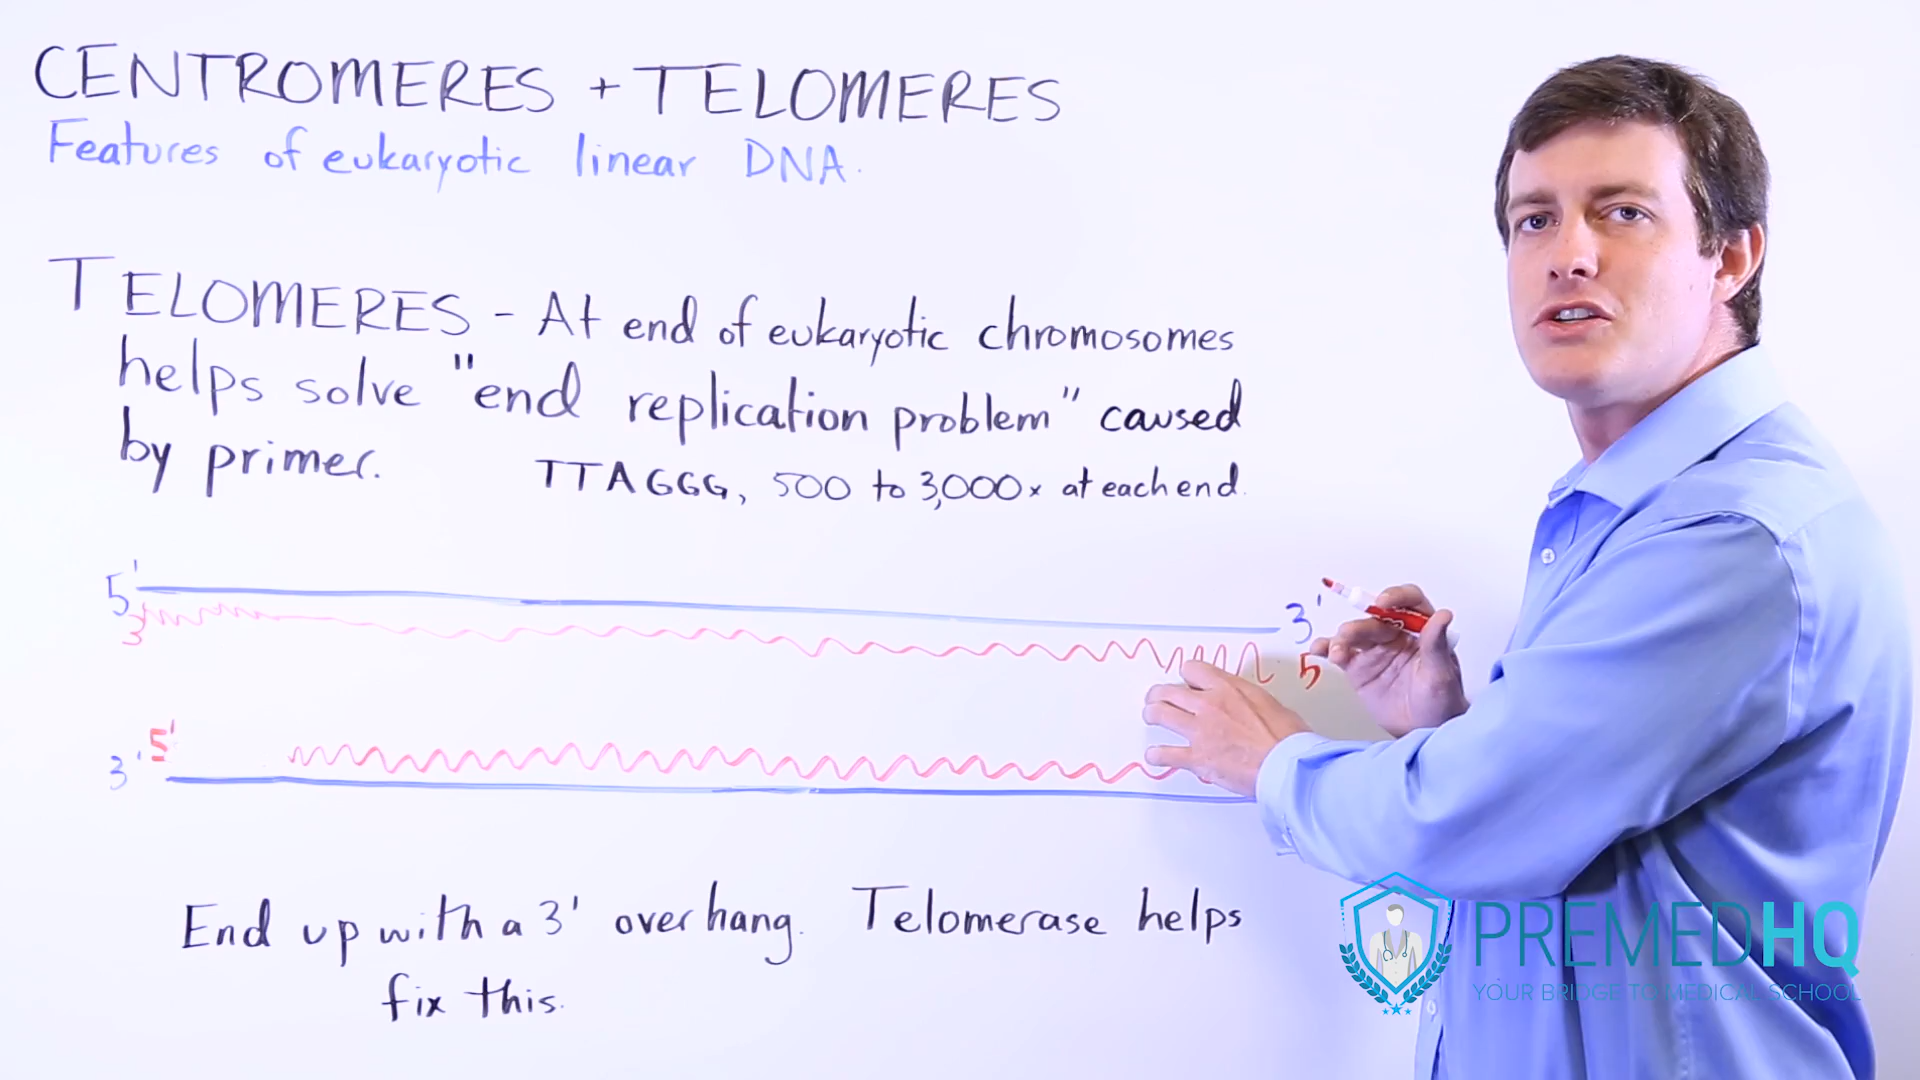 CENTROMERES + TELOMERES
Features of eukaryotic linear DNA.
TELOMERES - At end of eukaryotic chromosomes
helps solve "end replication problem" caused
by primer. TTAGGG, 500 to 3,000x at each end.
5' 3'
3 5
5'
3'
End up with a 3' overhang. Telomerase helps
fix this.
PREMEDHQ
YOUR BRIDGE TO MEDICAL SCHOOL